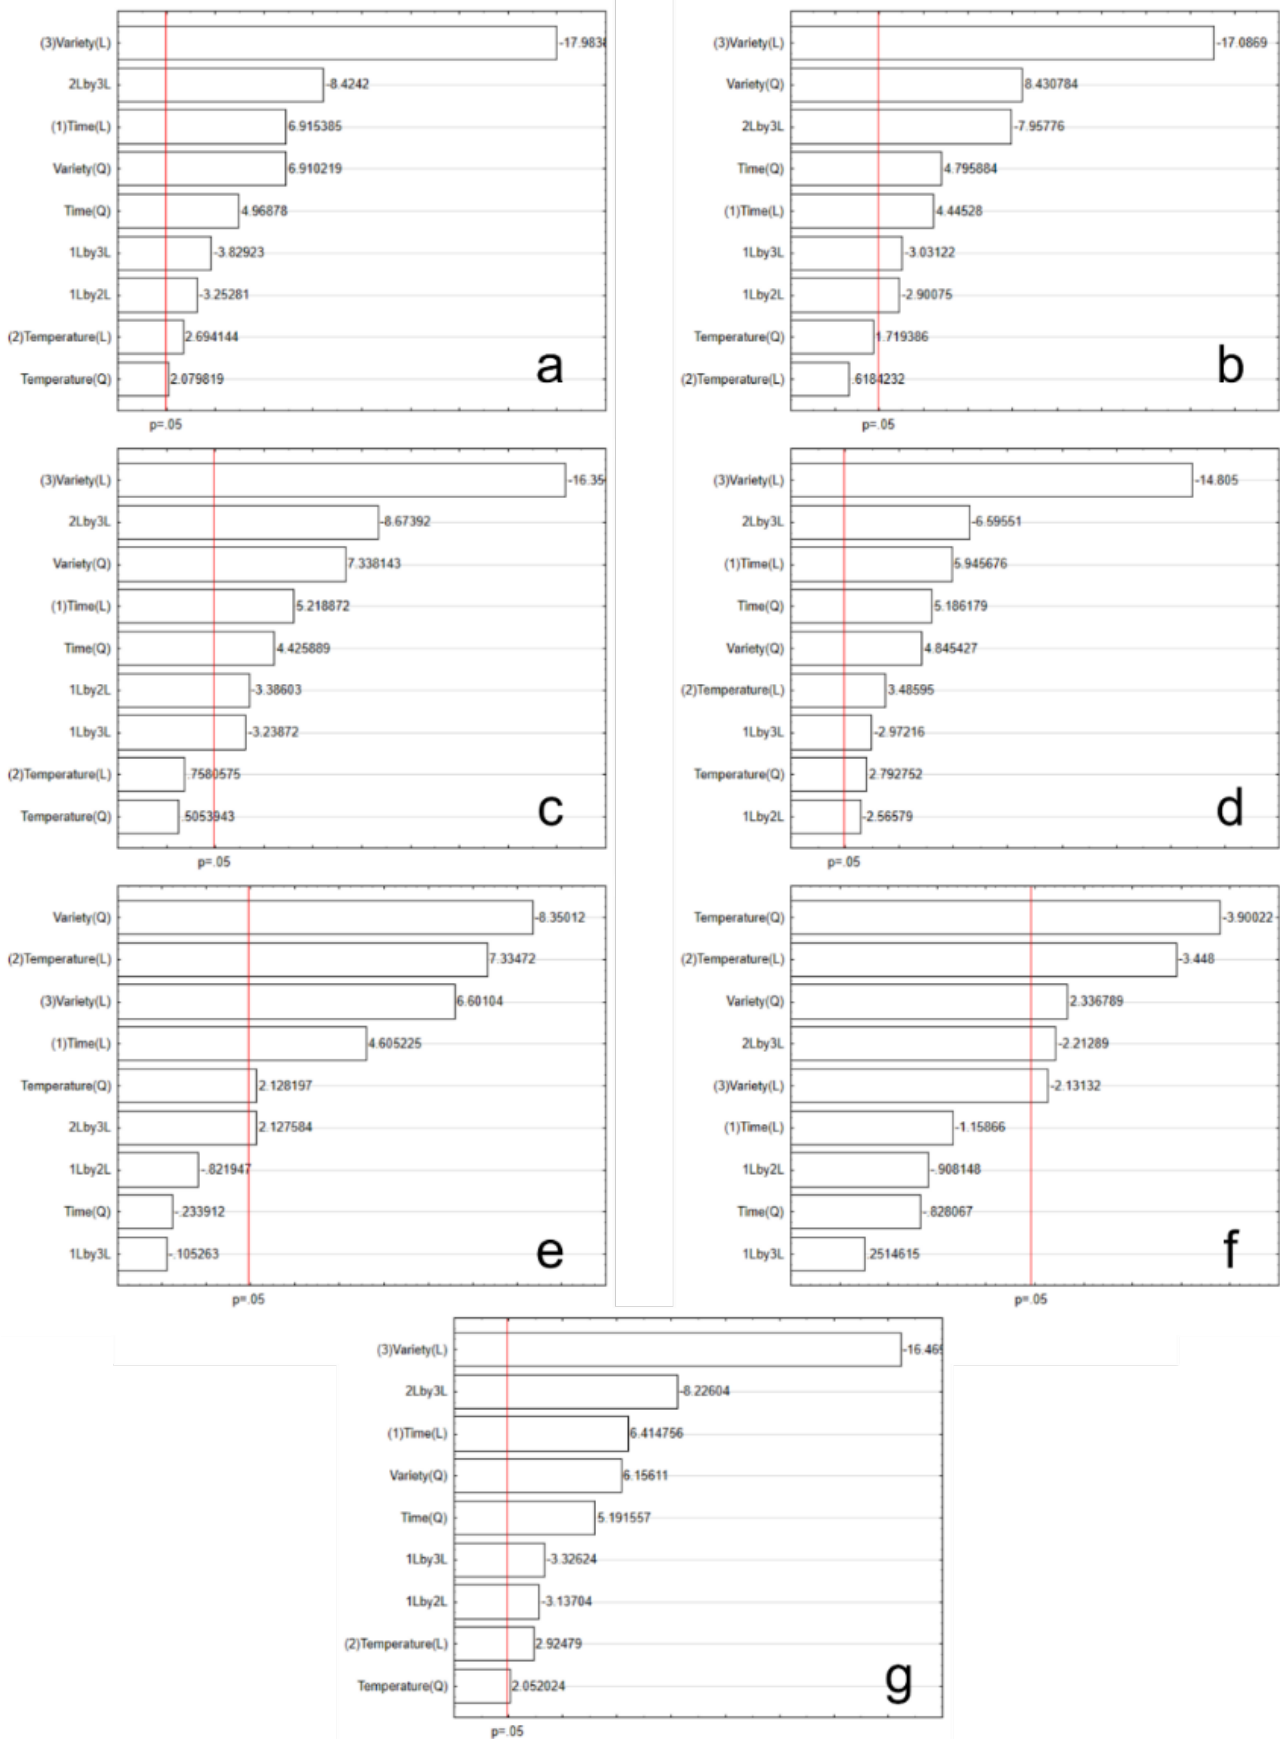 (3)Variety(L) -17.983
2Lby3L -8.4242
(1)Time(L) 6.915385
Variety(Q) 6.910219
Time(Q) 4.96878
1Lby3L -3.82923
1Lby2L -3.25281
(2)Temperature(L) 2.694144
Temperature(Q) 2.079819
a
p=.05
(3)Variety(L) -17.0869
Variety(Q) 8.430784
2Lby3L -7.95776
Time(Q) 4.795884
(1)Time(L) 4.44528
1Lby3L -3.03122
1Lby2L -2.90075
Temperature(Q) 1.719386
(2)Temperature(L) .6184232
b
p=.05
(3)Variety(L) -16.35
2Lby3L -8.67392
Variety(Q) 7.338143
(1)Time(L) 5.218872
Time(Q) 4.425889
1Lby2L -3.38603
1Lby3L -3.23872
(2)Temperature(L) .7580575
Temperature(Q) .5053943
c
p=.05
(3)Variety(L) -14.805
2Lby3L -6.59551
(1)Time(L) 5.945676
Time(Q) 5.186179
Variety(Q) 4.845427
(2)Temperature(L) 3.48595
1Lby3L -2.97216
Temperature(Q) 2.792752
1Lby2L -2.56579
d
p=.05
Variety(Q) -8.35012
(2)Temperature(L) 7.33472
(3)Variety(L) 6.60104
(1)Time(L) 4.605225
Temperature(Q) 2.128197
2Lby3L 2.127584
1Lby2L -.821947
Time(Q) -.233912
1Lby3L -.105263
e
p=.05
Temperature(Q) -3.90022
(2)Temperature(L) -3.448
Variety(Q) 2.336789
2Lby3L -2.21289
(3)Variety(L) -2.13132
(1)Time(L) -1.15866
1Lby2L -.908148
Time(Q) -.828067
1Lby3L .2514615
f
p=.05
(3)Variety(L) -16.46
2Lby3L -8.22604
(1)Time(L) 6.414756
Variety(Q) 6.15611
Time(Q) 5.191557
1Lby3L -3.32624
1Lby2L -3.13704
(2)Temperature(L) 2.92479
Temperature(Q) 2.052024
g
p=.05